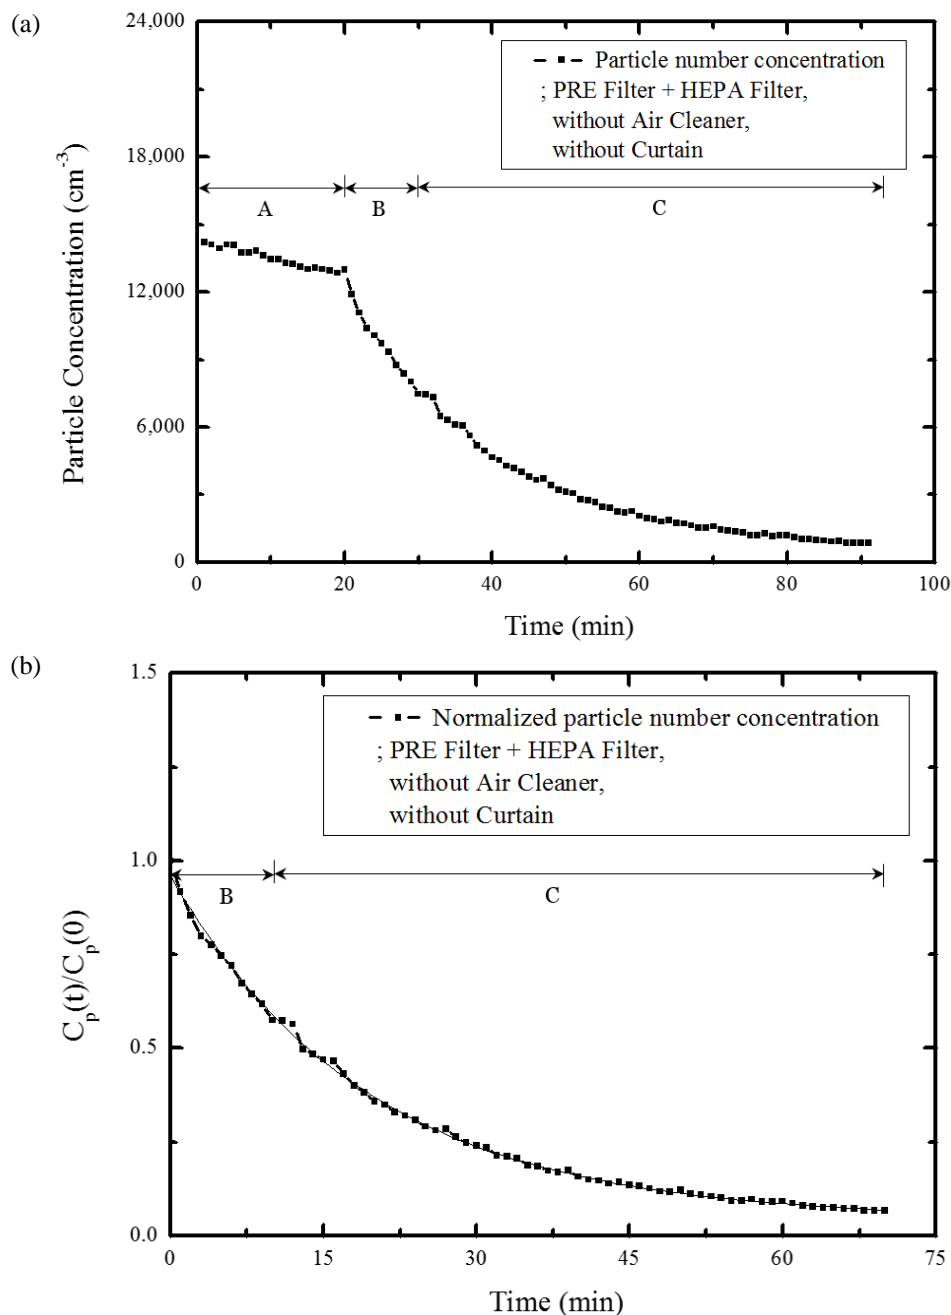 (a)
24,000
18,000
12,000
6,000
0
Particle Concentration (cm-3)
Particle number concentration
; PRE Filter + HEPA Filter,
without Air Cleaner,
without Curtain
A
B
C
0
20
40
60
80
100
Time (min)
(b)
1.5
1.0
0.5
0.0
Cp(t)/Cp(0)
Normalized particle number concentration
; PRE Filter + HEPA Filter,
without Air Cleaner,
without Curtain
B
C
0
15
30
45
60
75
Time (min)